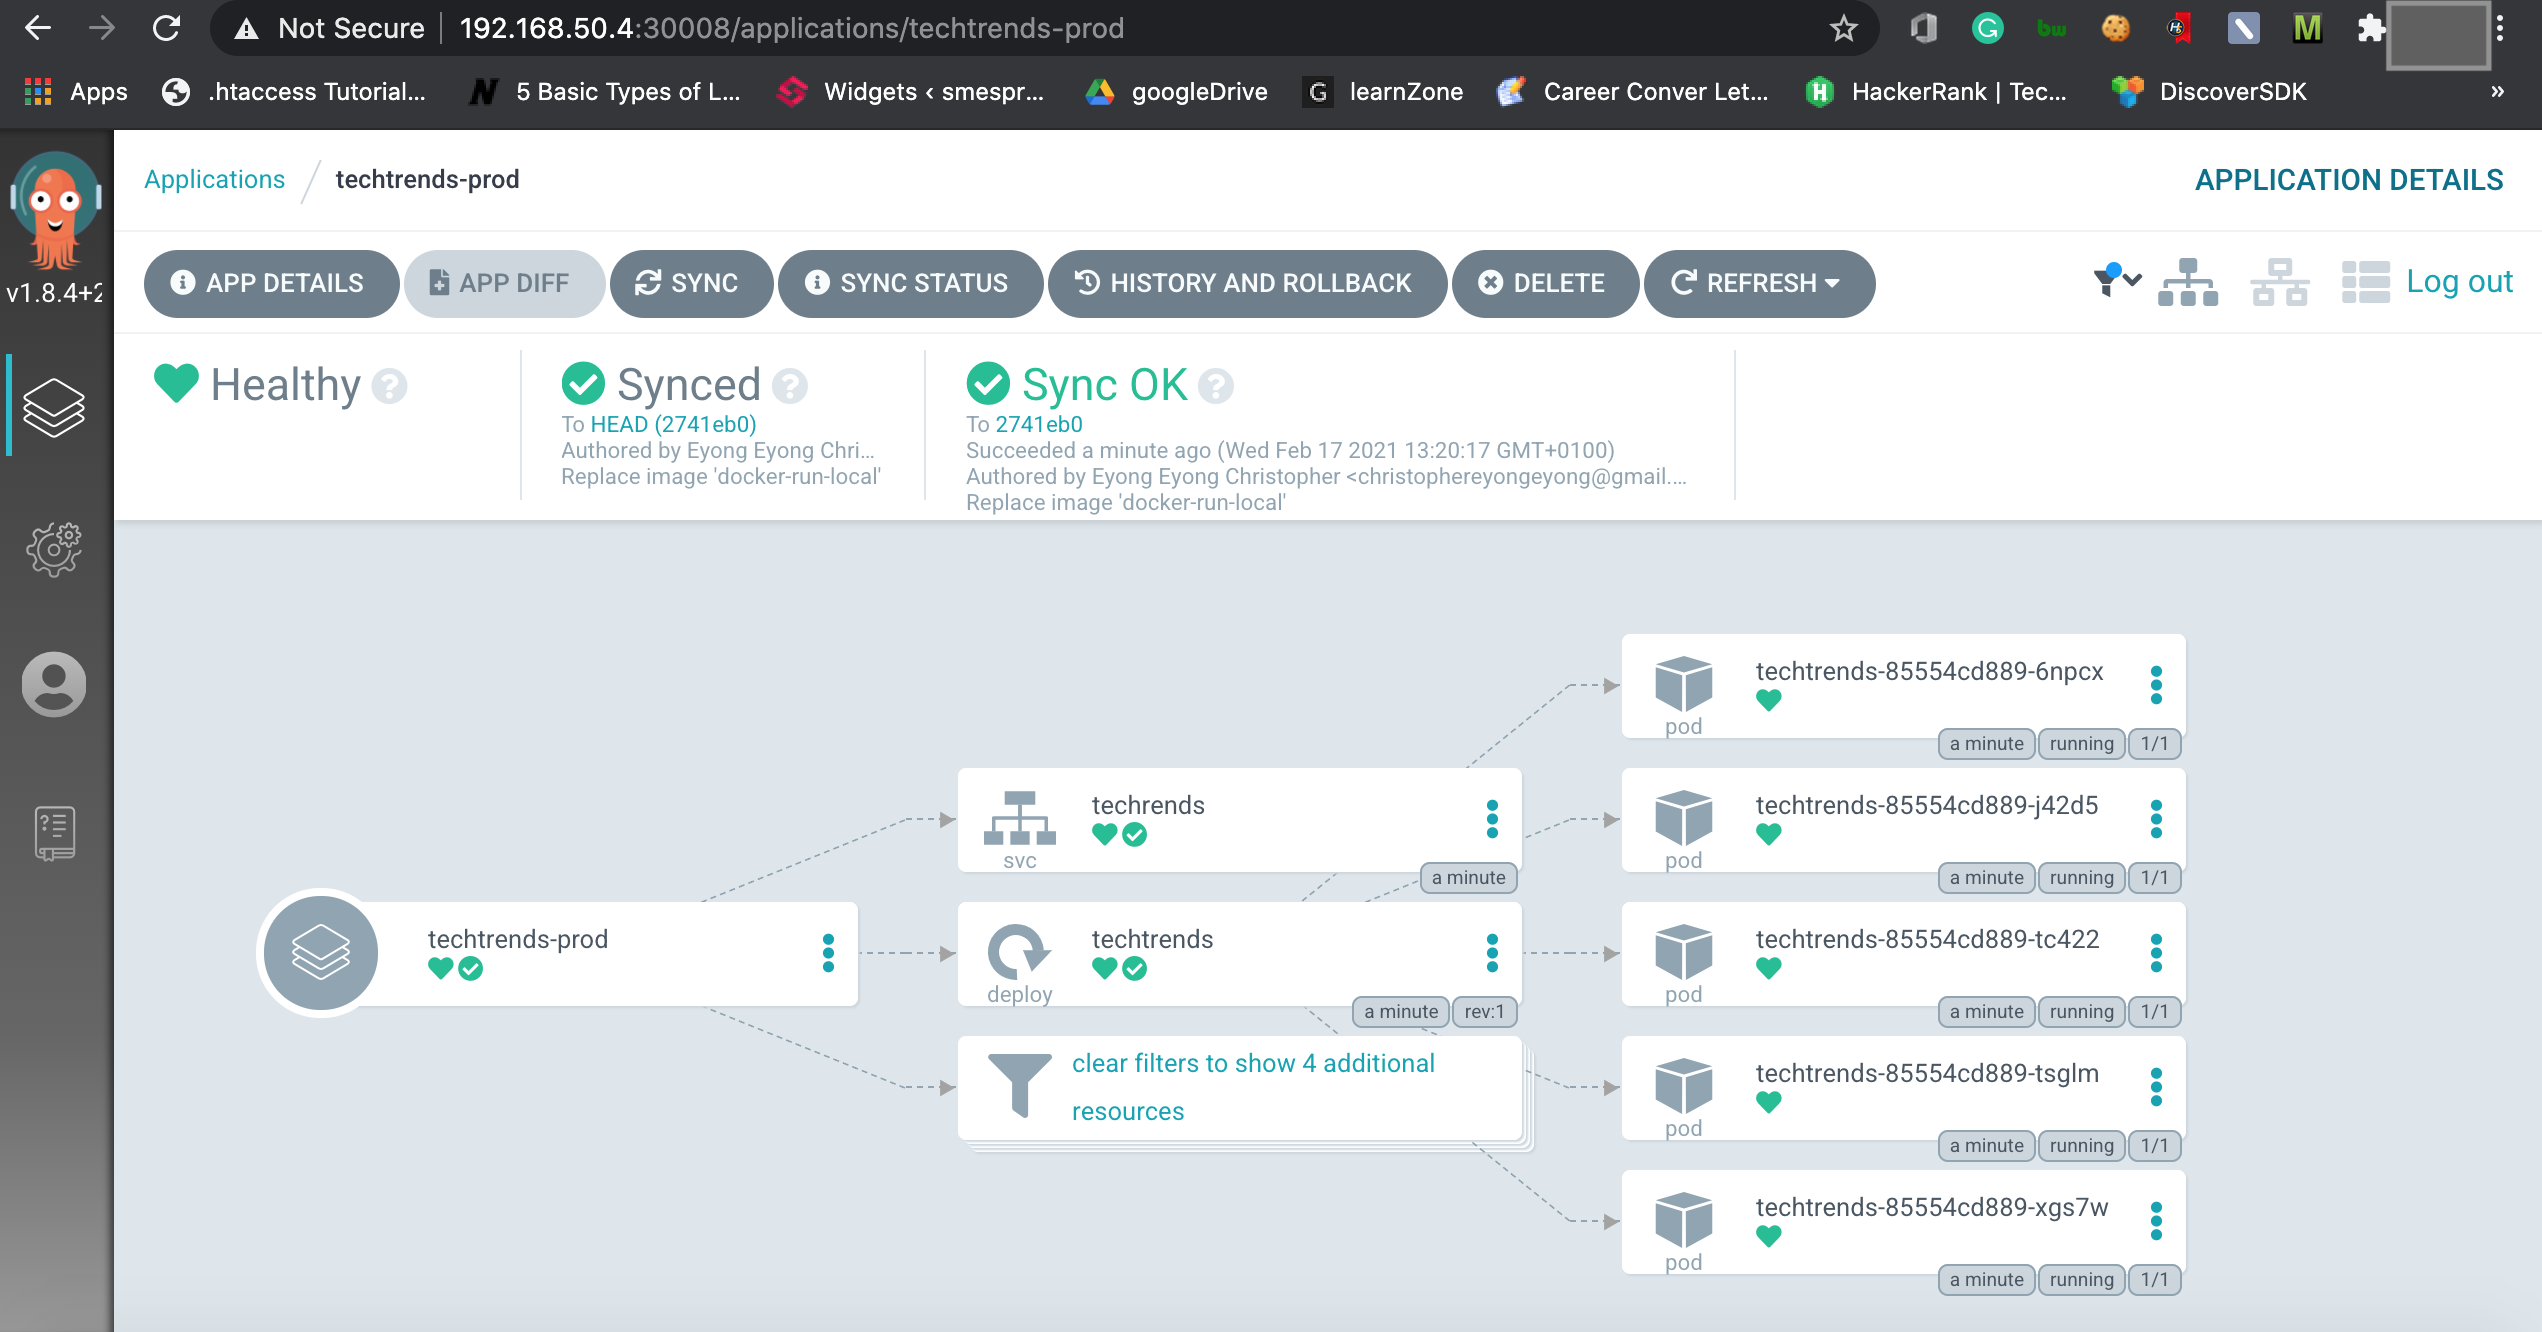 Not Secure 192.168.50.4:30008/applications/techtrends-prod
Apps .htaccess Tutorial... 5 Basic Types of L... Widgets ‹ smespr... googleDrive learnZone Career Conver Let... HackerRank | Tec... DiscoverSDK »
Applications / techtrends-prod APPLICATION DETAILS
v1.8.4+2
APP DETAILS APP DIFF SYNC SYNC STATUS HISTORY AND ROLLBACK DELETE REFRESH Log out
Healthy ?
Synced ?
To HEAD (2741eb0)
Authored by Eyong Eyong Chri...
Replace image 'docker-run-local'
Sync OK ?
To 2741eb0
Succeeded a minute ago (Wed Feb 17 2021 13:20:17 GMT+0100)
Authored by Eyong Eyong Christopher <christophereyongeyong@gmail....
Replace image 'docker-run-local'
techtrends-prod
techrends
svc
a minute
techtrends
deploy
a minute rev:1
clear filters to show 4 additional
resources
techtrends-85554cd889-6npcx
pod
a minute running 1/1
techtrends-85554cd889-j42d5
pod
a minute running 1/1
techtrends-85554cd889-tc422
pod
a minute running 1/1
techtrends-85554cd889-tsglm
pod
a minute running 1/1
techtrends-85554cd889-xgs7w
pod
a minute running 1/1